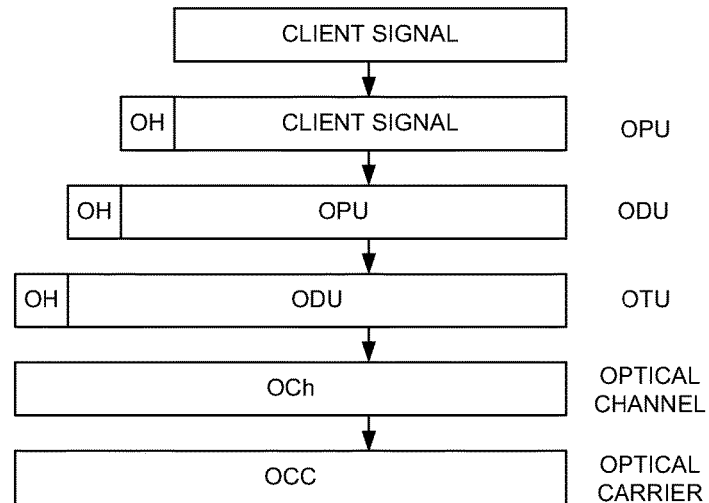 CLIENT SIGNAL
OH CLIENT SIGNAL OPU
OH OPU ODU
OH ODU OTU
OCh OPTICAL
CHANNEL
OCC OPTICAL
CARRIER